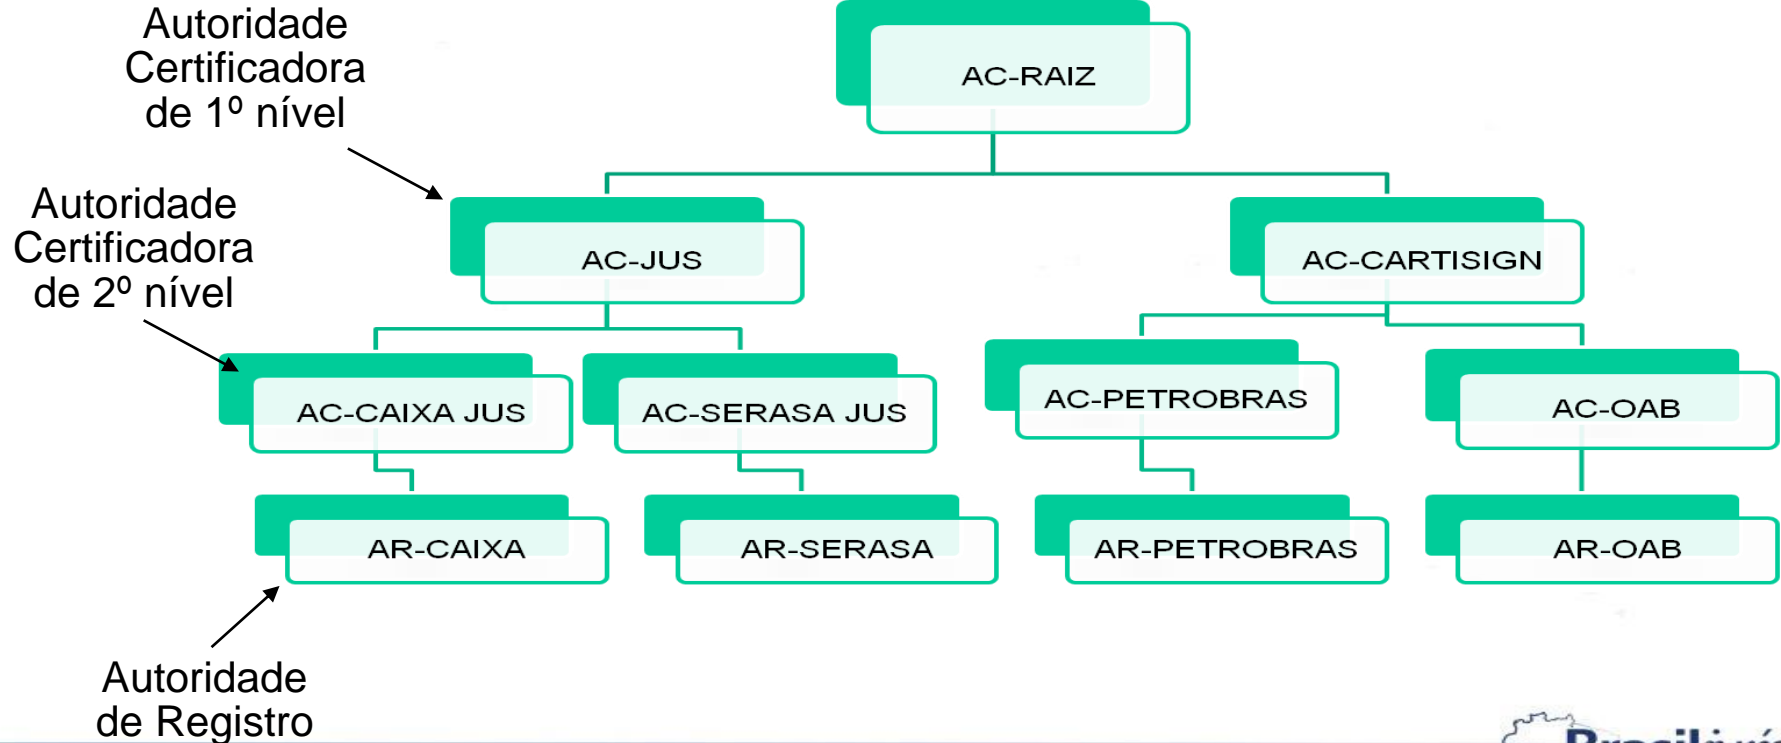 Autoridade
Certificadora
de 1º nível
AC-RAIZ
Autoridade
Certificadora
de 2º nível
AC-JUS
AC-CARTISIGN
AC-CAIXA JUS
AC-SERASA JUS
AC-PETROBRAS
AC-OAB
AR-CAIXA
AR-SERASA
AR-PETROBRAS
AR-OAB
Autoridade
de Registro